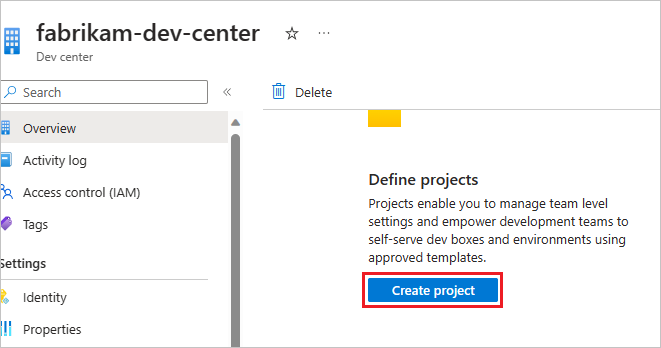 fabrikam-dev-center
Dev center
Search
Delete
Overview
Activity log
Access control (IAM)
Tags
Settings
Identity
Properties
Define projects
Projects enable you to manage team level
settings and empower development teams to
self-serve dev boxes and environments using
approved templates.
Create project